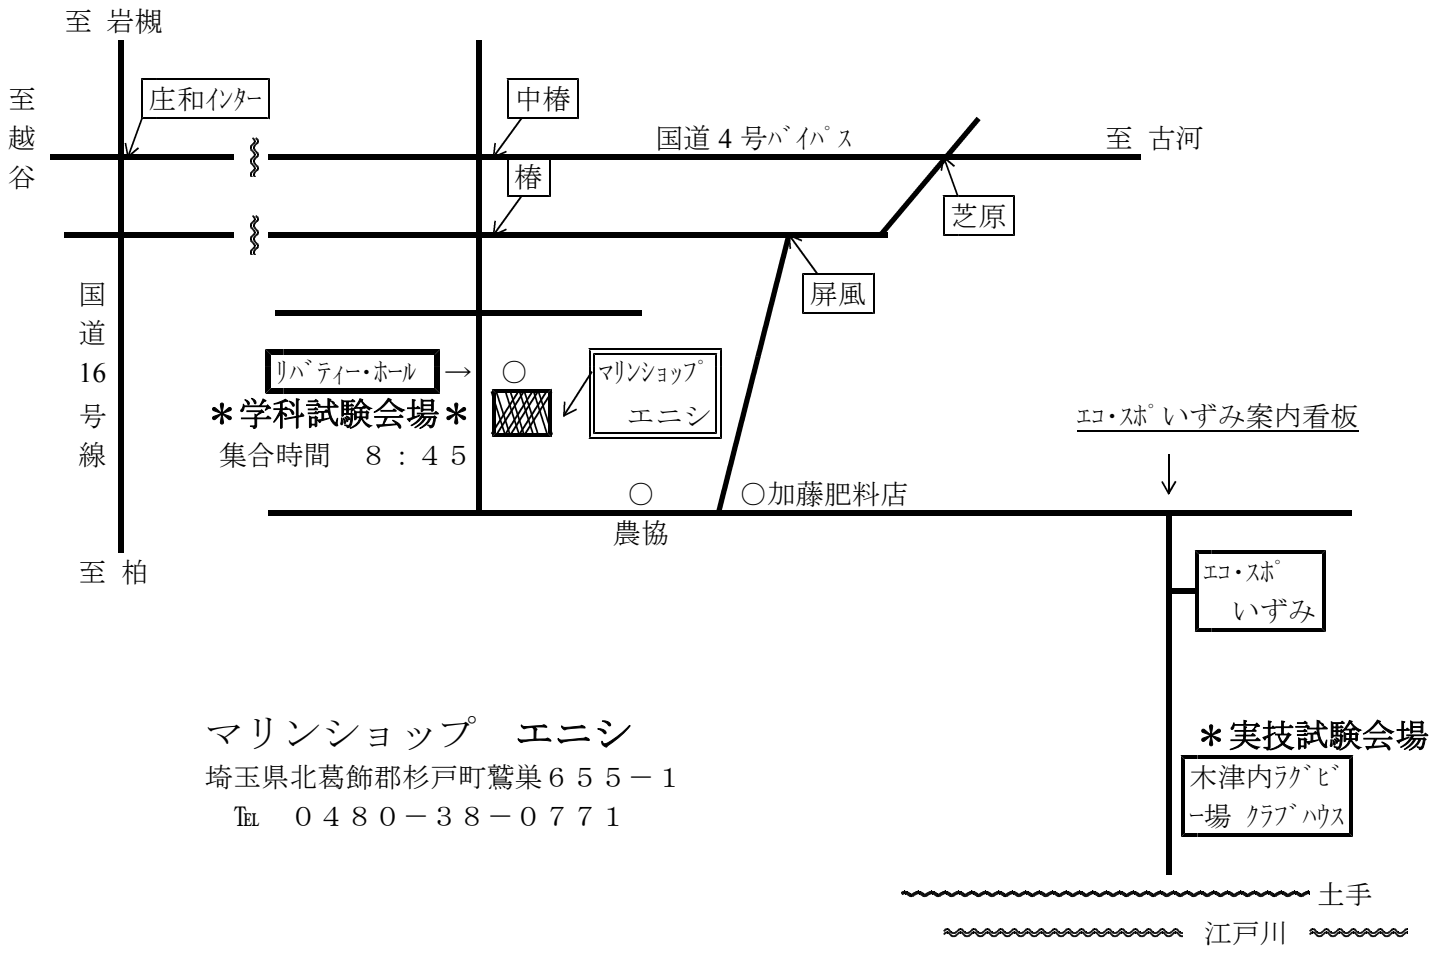 至 岩槻
至越谷
庄和ｲﾝﾀｰ
中椿
国道4号ﾊﾞｲﾊﾟｽ
至 古河
椿
芝原
屏風
国道16号線
ﾘﾊﾞﾃｨｰ・ﾎｰﾙ → ○
＊学科試験会場＊
集合時間　８：４５
ﾏﾘﾝｼｮｯﾌﾟ
エニシ
ｴｺ・ｽﾎﾟいずみ案内看板
○
農協
○加藤肥料店
至 柏
ｴｺ・ｽﾎﾟ
いずみ
マリンショップ　エニシ
埼玉県北葛飾郡杉戸町鷲巣６５５－１
℡　０４８０－３８－０７７１
＊実技試験会場
木津内ﾗｸﾞﾋﾞ
ｰ場 ｸﾗﾌﾞﾊｳｽ
土手
江戸川